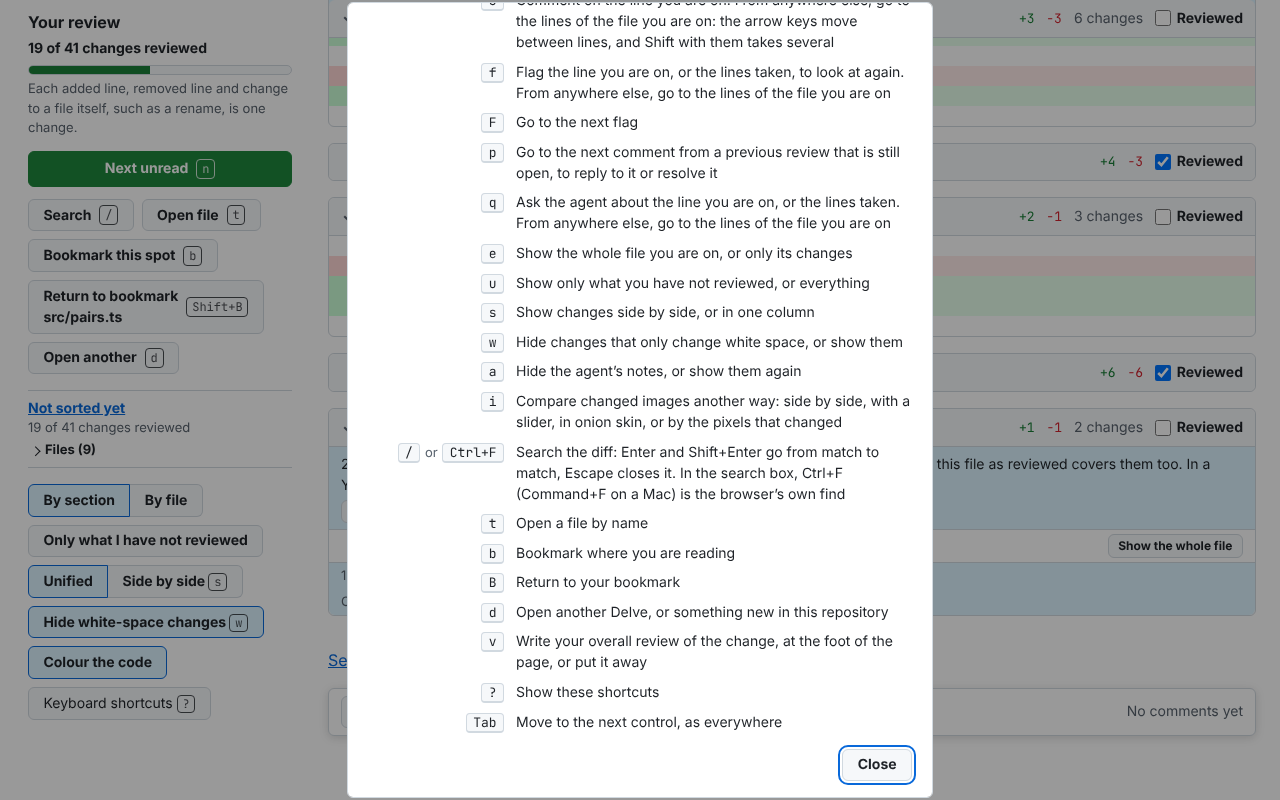 Your review
19 of 41 changes reviewed
Each added line, removed line and change
to a file itself, such as a rename, is one
change.
Next unread n
Search / Open file t
Bookmark this spot b
Return to bookmark
src/pairs.ts Shift+B
Open another d
Not sorted yet
19 of 41 changes reviewed
Files (9)
By section By file
Only what I have not reviewed
Unified Side by side s
Hide white-space changes w
Colour the code
Keyboard shortcuts ?
the lines of the file you are on: the arrow keys move
between lines, and Shift with them takes several
f Flag the line you are on, or the lines taken, to look at again.
From anywhere else, go to the lines of the file you are on
F Go to the next flag
p Go to the next comment from a previous review that is still
open, to reply to it or resolve it
q Ask the agent about the line you are on, or the lines taken.
From anywhere else, go to the lines of the file you are on
e Show the whole file you are on, or only its changes
u Show only what you have not reviewed, or everything
s Show changes side by side, or in one column
w Hide changes that only change white space, or show them
a Hide the agent’s notes, or show them again
i Compare changed images another way: side by side, with a
slider, in onion skin, or by the pixels that changed
/ or Ctrl+F Search the diff: Enter and Shift+Enter go from match to
match, Escape closes it. In the search box, Ctrl+F
(Command+F on a Mac) is the browser’s own find
t Open a file by name
b Bookmark where you are reading
B Return to your bookmark
d Open another Delve, or something new in this repository
v Write your overall review of the change, at the foot of the
page, or put it away
? Show these shortcuts
Tab Move to the next control, as everywhere
Close
+3 -3 6 changes Reviewed
+4 -3 Reviewed
+2 -1 3 changes Reviewed
+6 -6 Reviewed
+1 -1 2 changes Reviewed
this file as reviewed covers them too. In a
Show the whole file
Se
No comments yet